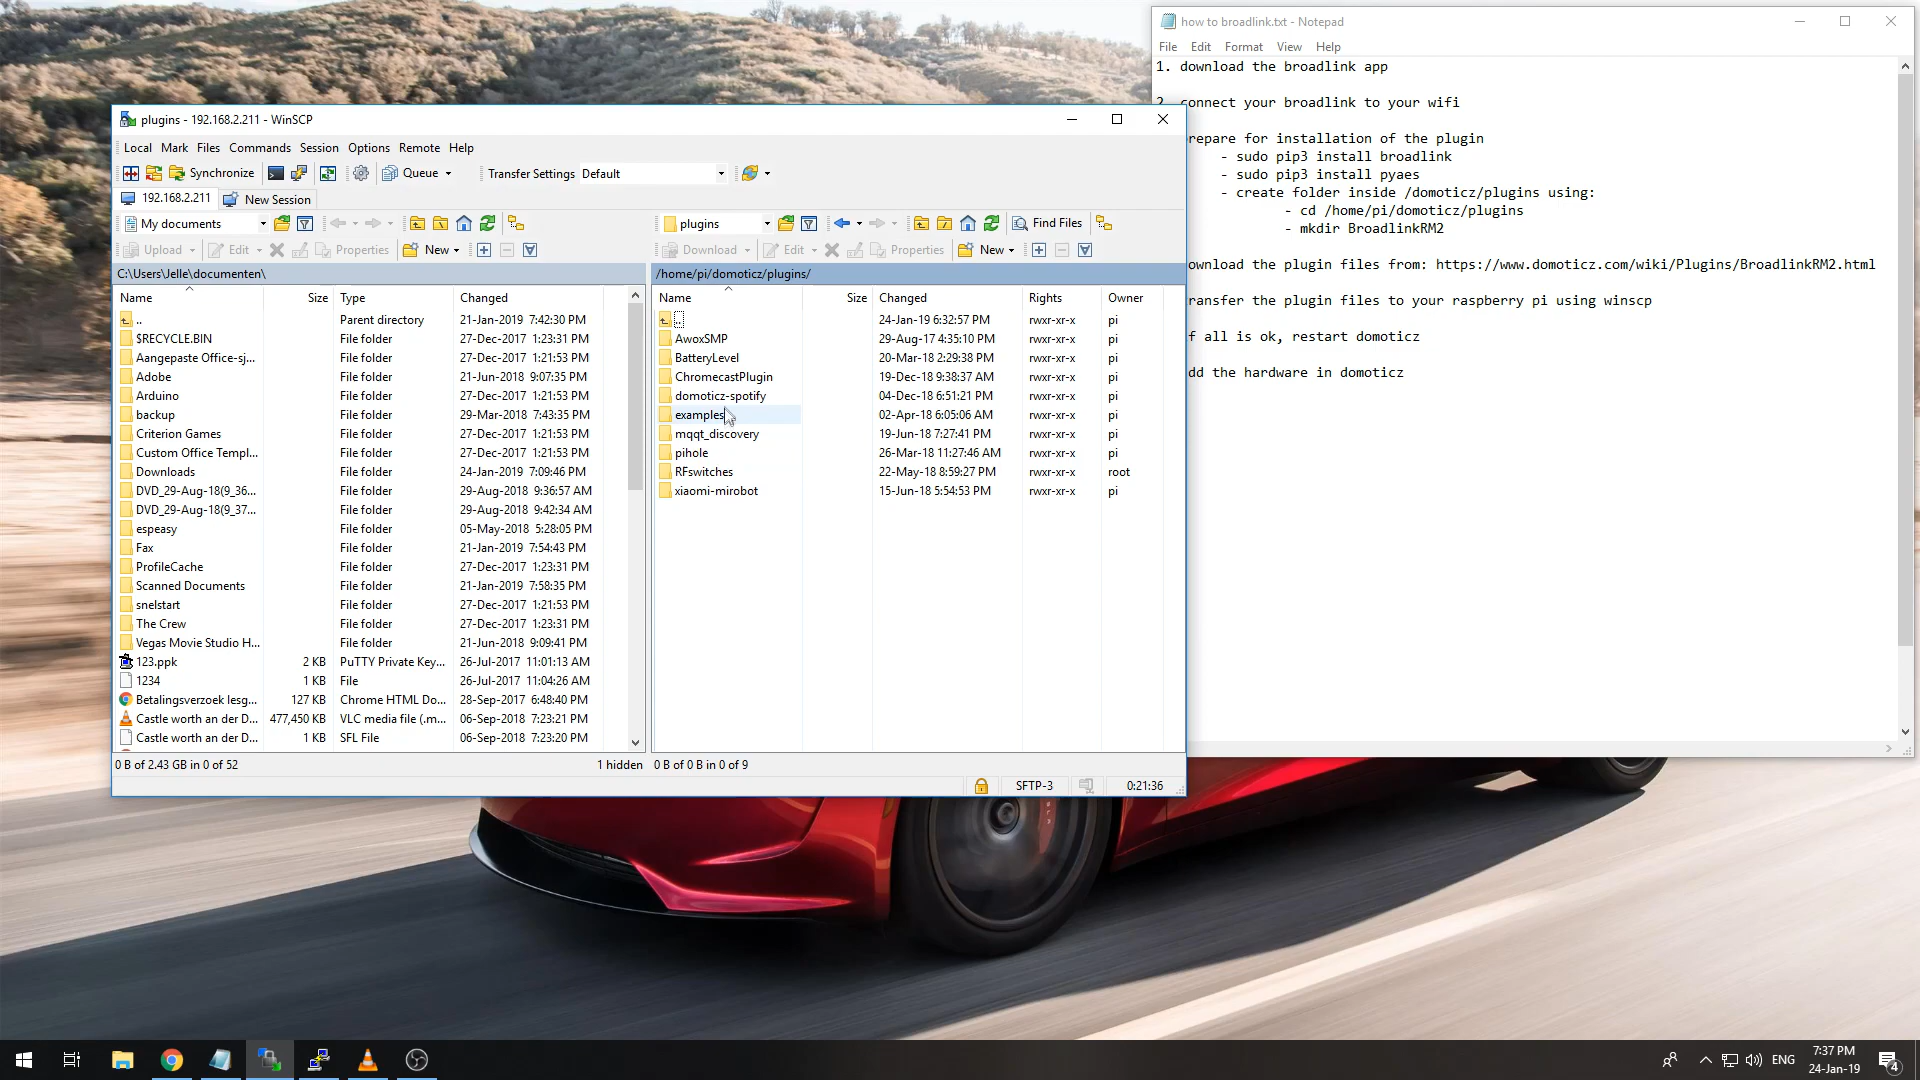 how to broadlink.txt - Notepad
File Edit Format View Help
1. download the broadlink app
2. connect your broadlink to your wifi
repare for installation of the plugin
- sudo pip3 install broadlink
- sudo pip3 install pyaes
- create folder inside /domoticz/plugins using:
- cd /home/pi/domoticz/plugins
- mkdir BroadlinkRM2
ownload the plugin files from: https://www.domoticz.com/wiki/Plugins/BroadlinkRM2.html
ransfer the plugin files to your raspberry pi using winscp
f all is ok, restart domoticz
dd the hardware in domoticz
plugins - 192.168.2.211 - WinSCP
Local Mark Files Commands Session Options Remote Help
Synchronize Queue Transfer Settings Default
192.168.2.211 New Session
My documents plugins Find Files
Upload Edit Properties New Download Edit Properties New
C:\Users\Jelle\documenten\
Name Size Type Changed
.. Parent directory 21-Jan-2019 7:42:30 PM
$RECYCLE.BIN File folder 27-Dec-2017 1:23:31 PM
Aangepaste Office-sj... File folder 27-Dec-2017 1:21:53 PM
Adobe File folder 21-Jun-2018 9:07:35 PM
Arduino File folder 27-Dec-2017 1:21:53 PM
backup File folder 29-Mar-2018 7:43:35 PM
Criterion Games File folder 27-Dec-2017 1:21:53 PM
Custom Office Templ... File folder 27-Dec-2017 1:21:53 PM
Downloads File folder 24-Jan-2019 7:09:46 PM
DVD_29-Aug-18(9_36... File folder 29-Aug-2018 9:36:57 AM
DVD_29-Aug-18(9_37... File folder 29-Aug-2018 9:42:34 AM
espeasy File folder 05-May-2018 5:28:05 PM
Fax File folder 21-Jan-2019 7:54:43 PM
ProfileCache File folder 27-Dec-2017 1:23:31 PM
Scanned Documents File folder 21-Jan-2019 7:58:35 PM
snelstart File folder 27-Dec-2017 1:21:53 PM
The Crew File folder 27-Dec-2017 1:23:31 PM
Vegas Movie Studio H... File folder 21-Jun-2018 9:09:41 PM
123.ppk 2 KB PuTTY Private Key... 26-Jul-2017 11:01:13 AM
1234 1 KB File 26-Jul-2017 11:04:26 AM
Betalingsverzoek lesg... 127 KB Chrome HTML Do... 28-Sep-2017 6:48:40 PM
Castle worth an der D... 477,450 KB VLC media file (.m... 06-Sep-2018 7:23:21 PM
Castle worth an der D... 1 KB SFL File 06-Sep-2018 7:23:20 PM
0 B of 2.43 GB in 0 of 52 1 hidden
/home/pi/domoticz/plugins/
Name Size Changed Rights Owner
.. 24-Jan-19 6:32:57 PM rwxr-xr-x pi
AwoxSMP 29-Aug-17 4:35:10 PM rwxr-xr-x pi
BatteryLevel 20-Mar-18 2:29:38 PM rwxr-xr-x pi
ChromecastPlugin 19-Dec-18 9:38:37 AM rwxr-xr-x pi
domoticz-spotify 04-Dec-18 6:51:21 PM rwxr-xr-x pi
examples 02-Apr-18 6:05:06 AM rwxr-xr-x pi
mqqt_discovery 19-Jun-18 7:27:41 PM rwxr-xr-x pi
pihole 26-Mar-18 11:27:46 AM rwxr-xr-x pi
RFswitches 22-May-18 8:59:27 PM rwxr-xr-x root
xiaomi-mirobot 15-Jun-18 5:54:53 PM rwxr-xr-x pi
0 B of 0 B in 0 of 9
SFTP-3 0:21:36
ENG 7:37 PM
24-Jan-19 4